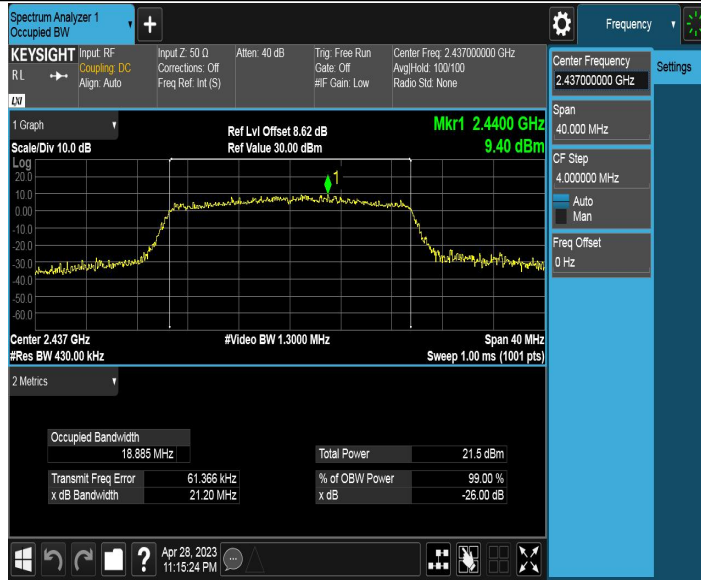 Spectrum Analyzer 1
Occupied BW
+
Frequency
KEYSIGHT
RL
LXI
Input: RF
Coupling: DC
Align: Auto
Input Z: 50 Ω
Corrections: Off
Freq Ref: Int (S)
Atten: 40 dB
Trig: Free Run
Gate: Off
#IF Gain: Low
Center Freq: 2.437000000 GHz
Avg|Hold: 100/100
Radio Std: None
Center Frequency
2.437000000 GHz
Settings
Span
40.000 MHz
CF Step
4.000000 MHz
Auto
Man
Freq Offset
0 Hz
1 Graph
Scale/Div 10.0 dB
Ref Lvl Offset 8.62 dB
Ref Value 30.00 dBm
Mkr1 2.4400 GHz
9.40 dBm
Log
20.0
10.0
0.00
-10.0
-20.0
-30.0
-40.0
-50.0
-60.0
1
Center 2.437 GHz
#Res BW 430.00 kHz
#Video BW 1.3000 MHz
Span 40 MHz
Sweep 1.00 ms (1001 pts)
2 Metrics
Occupied Bandwidth
18.885 MHz
Total Power 21.5 dBm
Transmit Freq Error 61.366 kHz
% of OBW Power 99.00 %
x dB Bandwidth 21.20 MHz
x dB -26.00 dB
?
Apr 28, 2023
11:15:24 PM